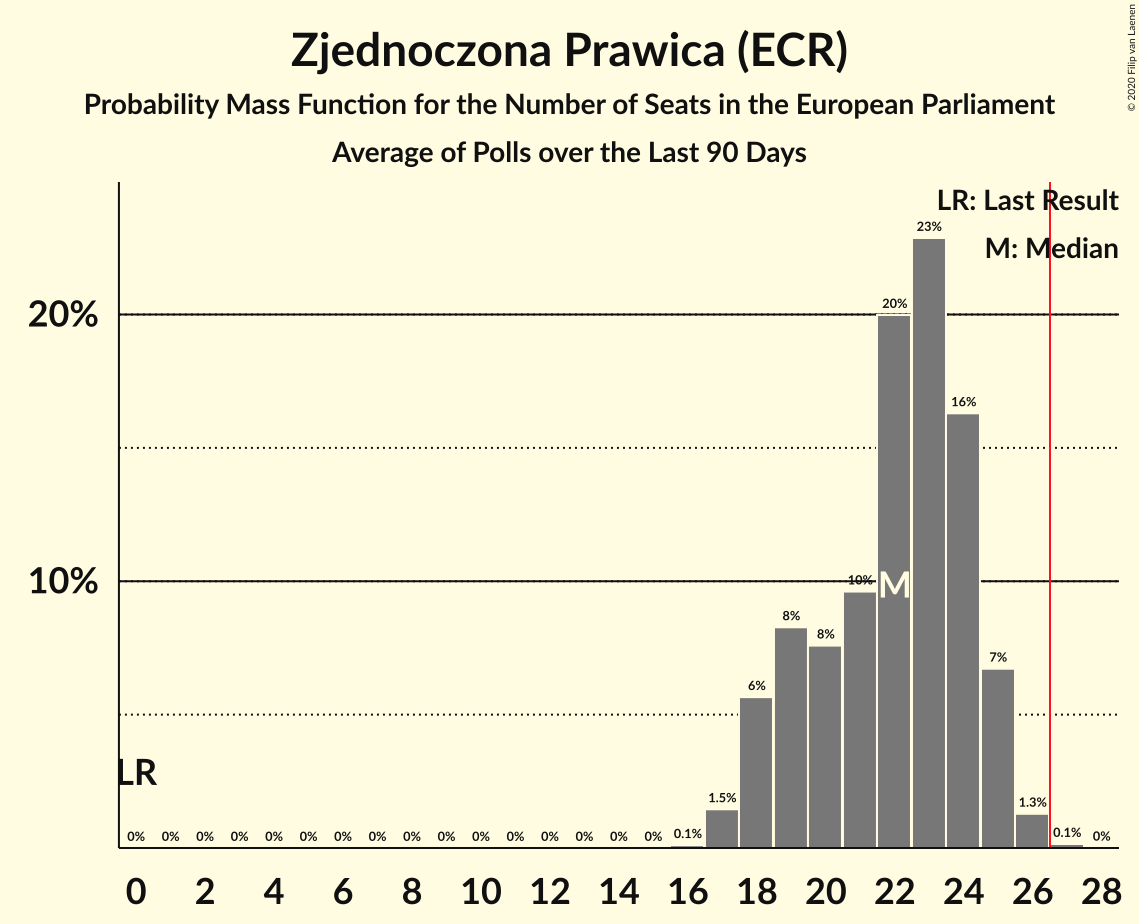 © 2020 Filip van Laenen
Zjednoczona Prawica (ECR)
Probability Mass Function for the Number of Seats in the European Parliament
Average of Polls over the Last 90 Days
LR: Last Result
M: Median
23%
20%
20%
16%
10%
10%
M
8%
8%
7%
6%
LR
1.5%
1.3%
0% 0% 0% 0% 0% 0% 0% 0% 0% 0% 0% 0% 0% 0% 0% 0% 0.1% 0.1% 0%
0 2 4 6 8 10 12 14 16 18 20 22 24 26 28